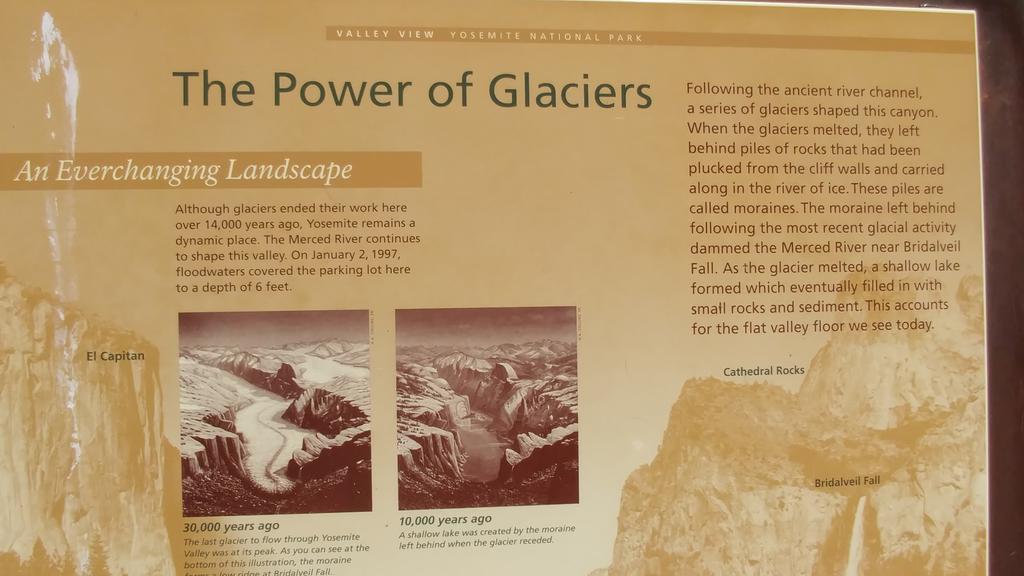 VALLEY VIEW YOSEMITE NATIONAL PARK
The Power of Glaciers
An Everchanging Landscape
Although glaciers ended their work here
over 14,000 years ago, Yosemite remains a
dynamic place. The Merced River continues
to shape this valley. On January 2, 1997,
floodwaters covered the parking lot here
to a depth of 6 feet.
Following the ancient river channel,
a series of glaciers shaped this canyon.
When the glaciers melted, they left
behind piles of rocks that had been
plucked from the cliff walls and carried
along in the river of ice. These piles are
called moraines. The moraine left behind
following the most recent glacial activity
dammed the Merced River near Bridalveil
Fall. As the glacier melted, a shallow lake
formed which eventually filled in with
small rocks and sediment. This accounts
for the flat valley floor we see today.
El Capitan
Cathedral Rocks
Bridalveil Fall
30,000 years ago
The last glacier to flow through Yosemite
Valley was at its peak. As you can see at the
bottom of this illustration, the moraine
forms a low ridge at Bridalveil Fall.
10,000 years ago
A shallow lake was created by the moraine
left behind when the glacier receded.